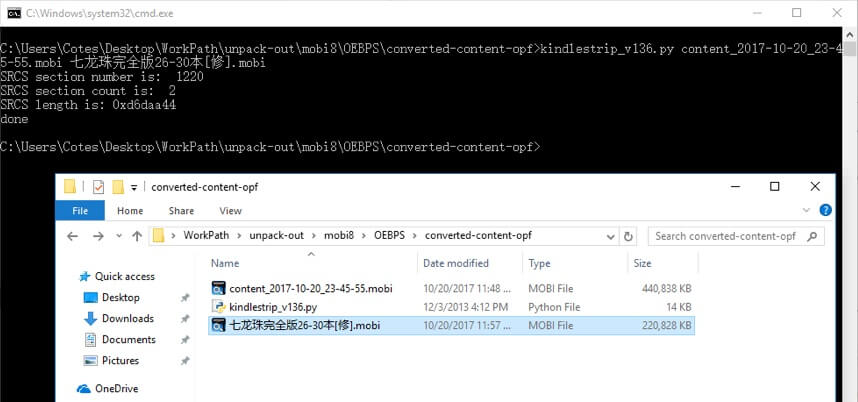 C:\Windows\system32\cmd.exe
C:\Users\Cotes\Desktop\WorkPath\unpack-out\mobi8\OEBPS\converted-content-opf>kindlestrip_v136.py content_2017-10-20_23-4
5-55.mobi 七龙珠完全版26-30本[修].mobi
SRCS section number is:  1220
SRCS section count is:  2
SRCS length is: 0xd6daa44
done
C:\Users\Cotes\Desktop\WorkPath\unpack-out\mobi8\OEBPS\converted-content-opf>
converted-content-opf
File Home Share View
WorkPath > unpack-out > mobi8 > OEBPS > converted-content-opf Search converted-content-opf
Quick access
Desktop
Downloads
Documents
Pictures
OneDrive
Name Date modified Type Size
content_2017-10-20_23-45-55.mobi 10/20/2017 11:48 ... MOBI File 440,838 KB
kindlestrip_v136.py 12/3/2013 4:12 PM Python File 14 KB
七龙珠完全版26-30本[修].mobi 10/20/2017 11:57 ... MOBI File 220,828 KB